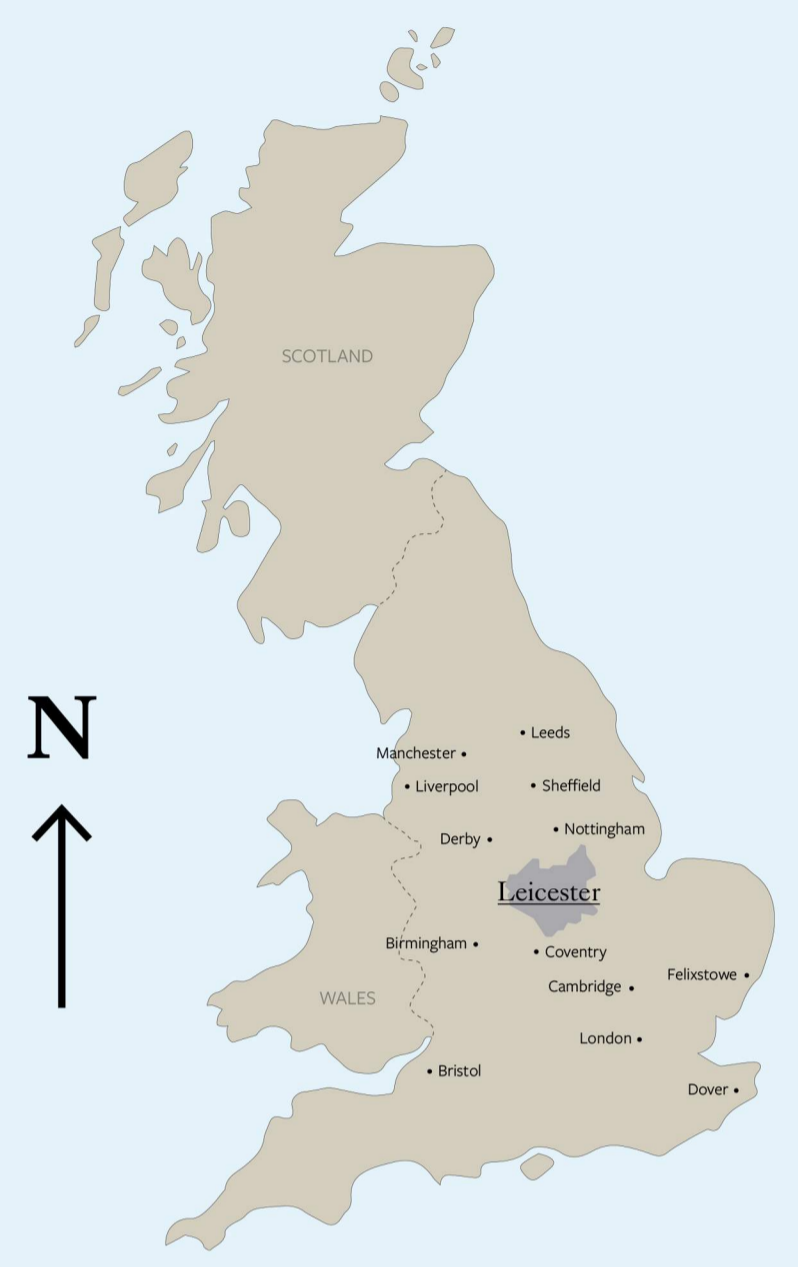 SCOTLAND
N
Leeds
Manchester
Liverpool
Sheffield
Nottingham
Derby
Leicester
Birmingham
Coventry
Felixstowe
Cambridge
WALES
London
Bristol
Dover